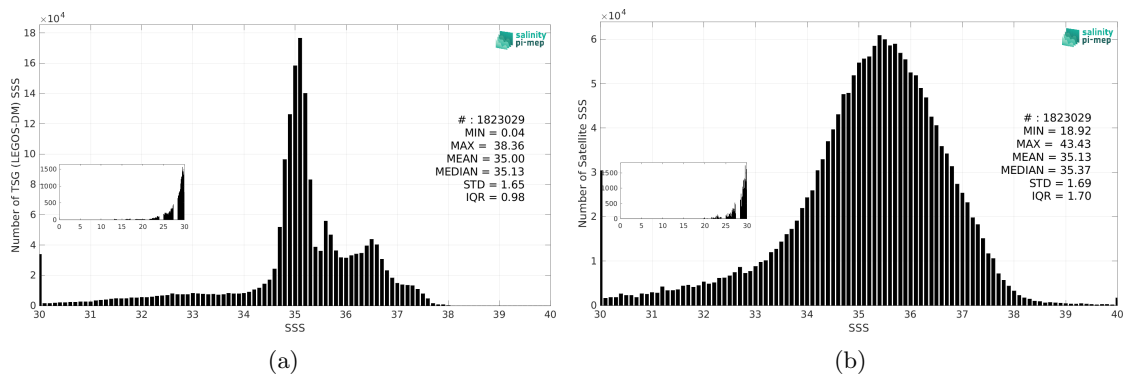 ×10⁴
18
16
14
12
10
8
6
4
2
0
Number of TSG (LEGOS-DM) SSS
salinity
pi-mep
# : 1823029
MIN = 0.04
MAX = 38.36
MEAN = 35.00
MEDIAN = 35.13
STD = 1.65
IQR = 0.98
1500
1000
500
0
0 5 10 15 20 25 30
30 31 32 33 34 35 36 37 38 39 40
SSS
(a)
×10⁴
6
5
4
3
2
1
0
Number of Satellite SSS
salinity
pi-mep
# : 1823029
MIN = 18.92
MAX = 43.43
MEAN = 35.13
MEDIAN = 35.37
STD = 1.69
IQR = 1.70
1500
1000
500
0
0 5 10 15 20 25 30
30 31 32 33 34 35 36 37 38 39 40
SSS
(b)